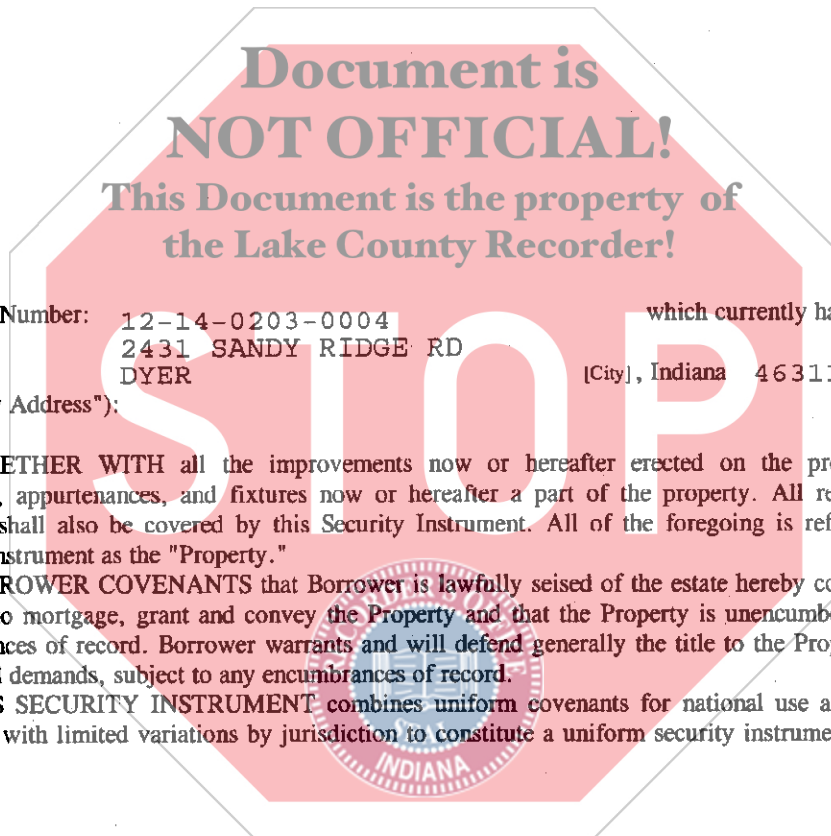 Document is
NOT OFFICIAL!
This Document is the property of
the Lake County Recorder!
Number: 12-14-0203-0004 which currently ha
2431 SANDY RIDGE RD
DYER [City], Indiana 46311
Address"):
STOP
ETHER WITH all the improvements now or hereafter erected on the pro
, appurtenances, and fixtures now or hereafter a part of the property. All re
shall also be covered by this Security Instrument. All of the foregoing is ref
nstrument as the "Property."
ROWER COVENANTS that Borrower is lawfully seised of the estate hereby co
o mortgage, grant and convey the Property and that the Property is unencumb
nces of record. Borrower warrants and will defend generally the title to the Prop
demands, subject to any encumbrances of record.
S SECURITY INSTRUMENT combines uniform covenants for national use a
with limited variations by jurisdiction to constitute a uniform security instrume
SEAL
INDIANA